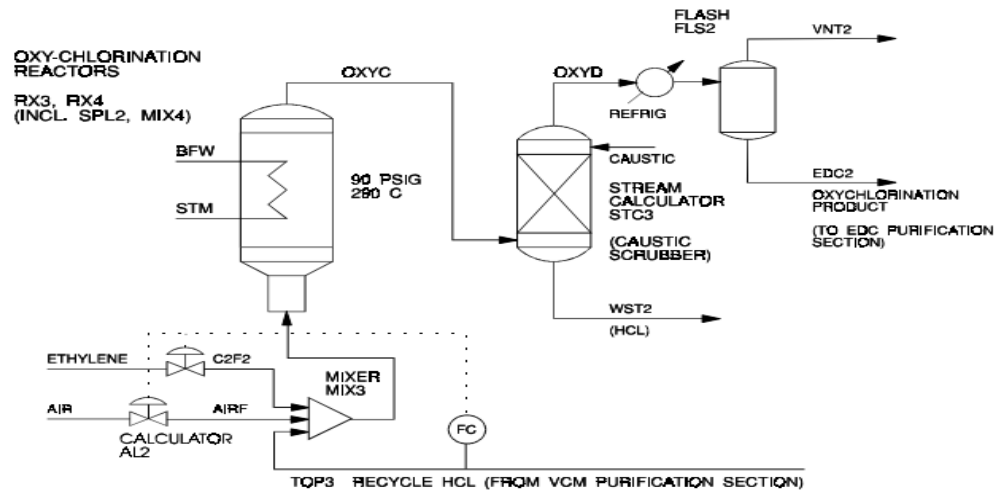 FLASH
FLS2
VNT2
OXY-CHLORINATION
REACTORS
RX3, RX4
(INCL. SPL2, MIX4)
OXYC
OXYD
REFRIG
BFW
STM
90 PSIG
290 C
CAUSTIC
STREAM
CALCULATOR
STC3
(CAUSTIC
SCRUBBER)
EDC2
OXYCHLORINATION
PRODUCT
(TO EDC PURIFICATION
SECTION)
WST2
(HCL)
ETHYLENE
C2F2
MIXER
MIX3
AIR
AIRF
CALCULATOR
AL2
FC
TOP3 RECYCLE HCL (FROM VCM PURIFICATION SECTION)